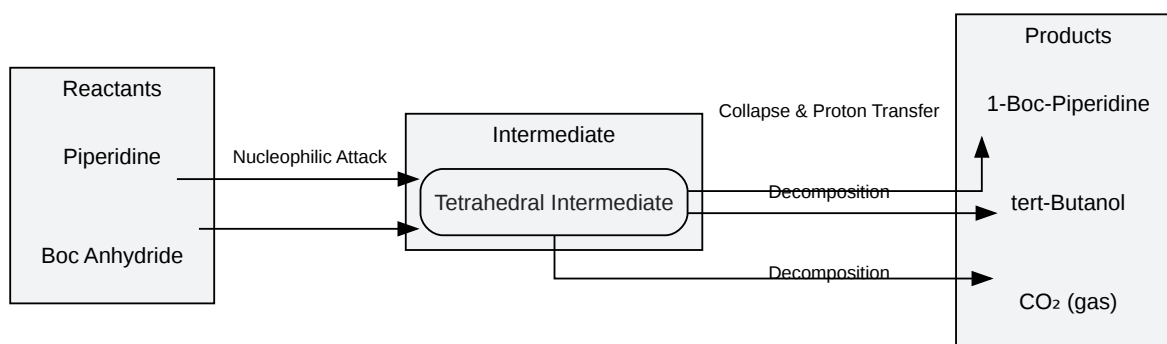 Reactants
Piperidine
Boc Anhydride
Nucleophilic Attack
Intermediate
Tetrahedral Intermediate
Collapse & Proton Transfer
Decomposition
Decomposition
Products
1-Boc-Piperidine
tert-Butanol
CO₂ (gas)